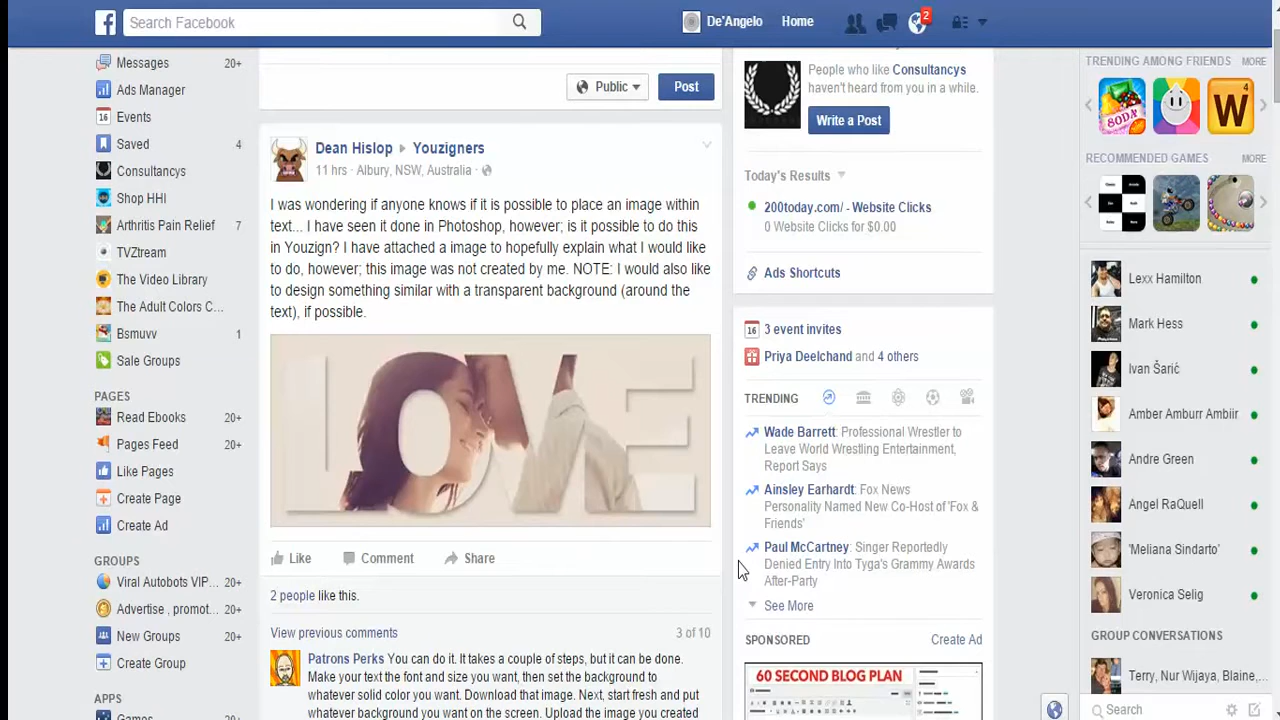 Search Facebook
De'Angelo
Home
2
Messages 20+
Ads Manager
16 Events
Saved 4
Consultancys
Shop HHI
Arthritis Pain Relief 7
TVZtream
The Video Library
The Adult Colors C...
Bsmuvv 1
Sale Groups
PAGES
Read Ebooks 20+
Pages Feed 20+
Like Pages
Create Page
Create Ad
GROUPS
Viral Autobots VIP... 20+
Advertise , promot... 20+
New Groups 20+
Create Group
APPS
Games
Public
Post
Dean Hislop Youzigners
11 hrs · Albury, NSW, Australia ·
I was wondering if anyone knows if it is possible to place an image within
text... I have seen it done in Photoshop, however; is it possible to do this
in Youzign? I have attached a image to hopefully explain what I would like
to do, however; this image was not created by me. NOTE: I would also like
to design something similar with a transparent background (around the
text), if possible.
LOVE
Like Comment Share
2 people like this.
View previous comments 3 of 10
Patrons Perks You can do it. It takes a couple of steps, but it can be done.
Make your text the font and size you want, then set the background to
whatever solid color you want. Download that image. Next, start fresh and put
whatever background you want on the screen. Upload the image you created
People who like Consultancys
haven't heard from you in a while.
Write a Post
Today's Results
200today.com/ - Website Clicks
0 Website Clicks for $0.00
Ads Shortcuts
16 3 event invites
Priya Deelchand and 4 others
TRENDING
Wade Barrett: Professional Wrestler to
Leave World Wrestling Entertainment,
Report Says
Ainsley Earhardt: Fox News
Personality Named New Co-Host of 'Fox &
Friends'
Paul McCartney: Singer Reportedly
Denied Entry Into Tyga's Grammy Awards
After-Party
See More
SPONSORED Create Ad
60 SECOND BLOG PLAN
TRENDING AMONG FRIENDS MORE
SODA
W
4
RECOMMENDED GAMES MORE
Lexx Hamilton
Mark Hess
Ivan Šarić
Amber Amburr Ambiir
Andre Green
Angel RaQuell
'Meliana Sindarto'
Veronica Selig
GROUP CONVERSATIONS
Terry, Nur Wijaya, Blaine,...
Search